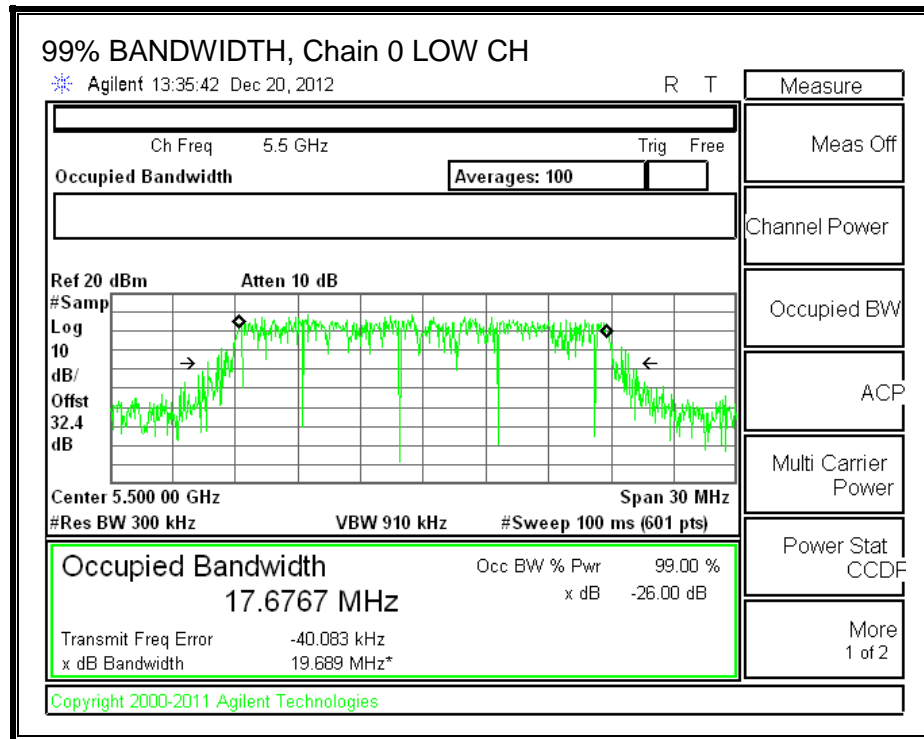 99% BANDWIDTH, Chain 0 LOW CH
Agilent 13:35:42 Dec 20, 2012 R T
Measure
Ch Freq 5.5 GHz Trig Free
Meas Off
Occupied Bandwidth Averages: 100
Channel Power
Ref 20 dBm Atten 10 dB
#Samp
Log
10
dB/
Offst
32.4
dB
Occupied BW
ACP
Multi Carrier
Power
Center 5.500 00 GHz Span 30 MHz
#Res BW 300 kHz VBW 910 kHz #Sweep 100 ms (601 pts)
Power Stat
CCDF
Occupied Bandwidth Occ BW % Pwr 99.00 %
17.6767 MHz x dB -26.00 dB
Transmit Freq Error -40.083 kHz
x dB Bandwidth 19.689 MHz*
More
1 of 2
Copyright 2000-2011 Agilent Technologies